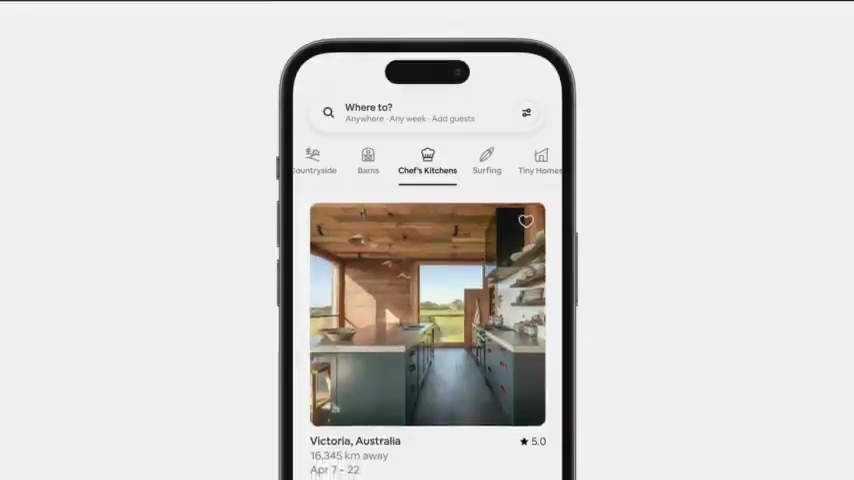 Where to?
Anywhere · Any week · Add guests
Countryside Barns Chef's Kitchens Surfing Tiny Homes
Victoria, Australia ★ 5.0
16,345 km away
Apr 7 – 22